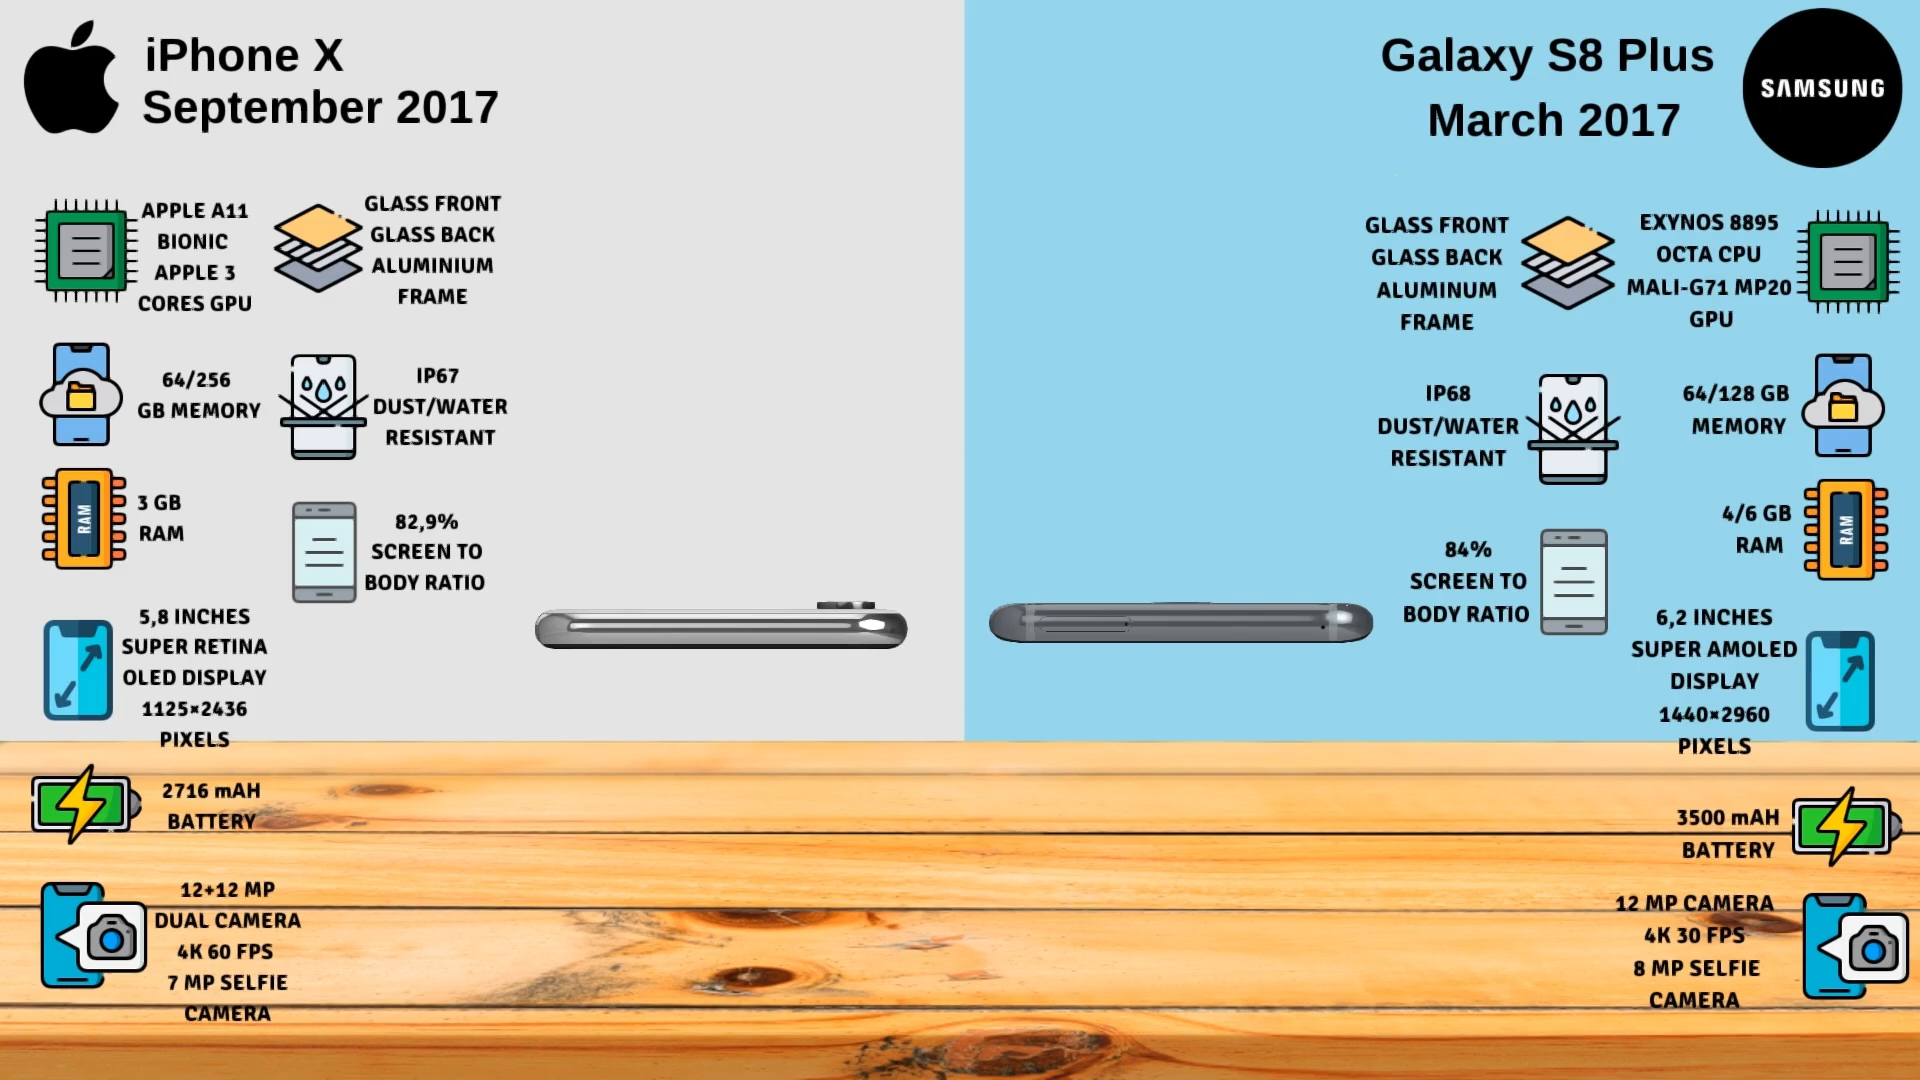 iPhone X
September 2017
APPLE A11
BIONIC
APPLE 3
CORES GPU
GLASS FRONT
GLASS BACK
ALUMINIUM
FRAME
64/256
GB MEMORY
IP67
DUST/WATER
RESISTANT
RAM
3 GB
RAM
82,9%
SCREEN TO
BODY RATIO
5,8 INCHES
SUPER RETINA
OLED DISPLAY
1125×2436
PIXELS
2716 mAH
BATTERY
12+12 MP
DUAL CAMERA
4K 60 FPS
7 MP SELFIE
CAMERA
Galaxy S8 Plus
March 2017
SAMSUNG
GLASS FRONT
GLASS BACK
ALUMINUM
FRAME
EXYNOS 8895
OCTA CPU
MALI-G71 MP20
GPU
IP68
DUST/WATER
RESISTANT
64/128 GB
MEMORY
84%
SCREEN TO
BODY RATIO
4/6 GB
RAM
RAM
6,2 INCHES
SUPER AMOLED
DISPLAY
1440×2960
PIXELS
3500 mAH
BATTERY
12 MP CAMERA
4K 30 FPS
8 MP SELFIE
CAMERA